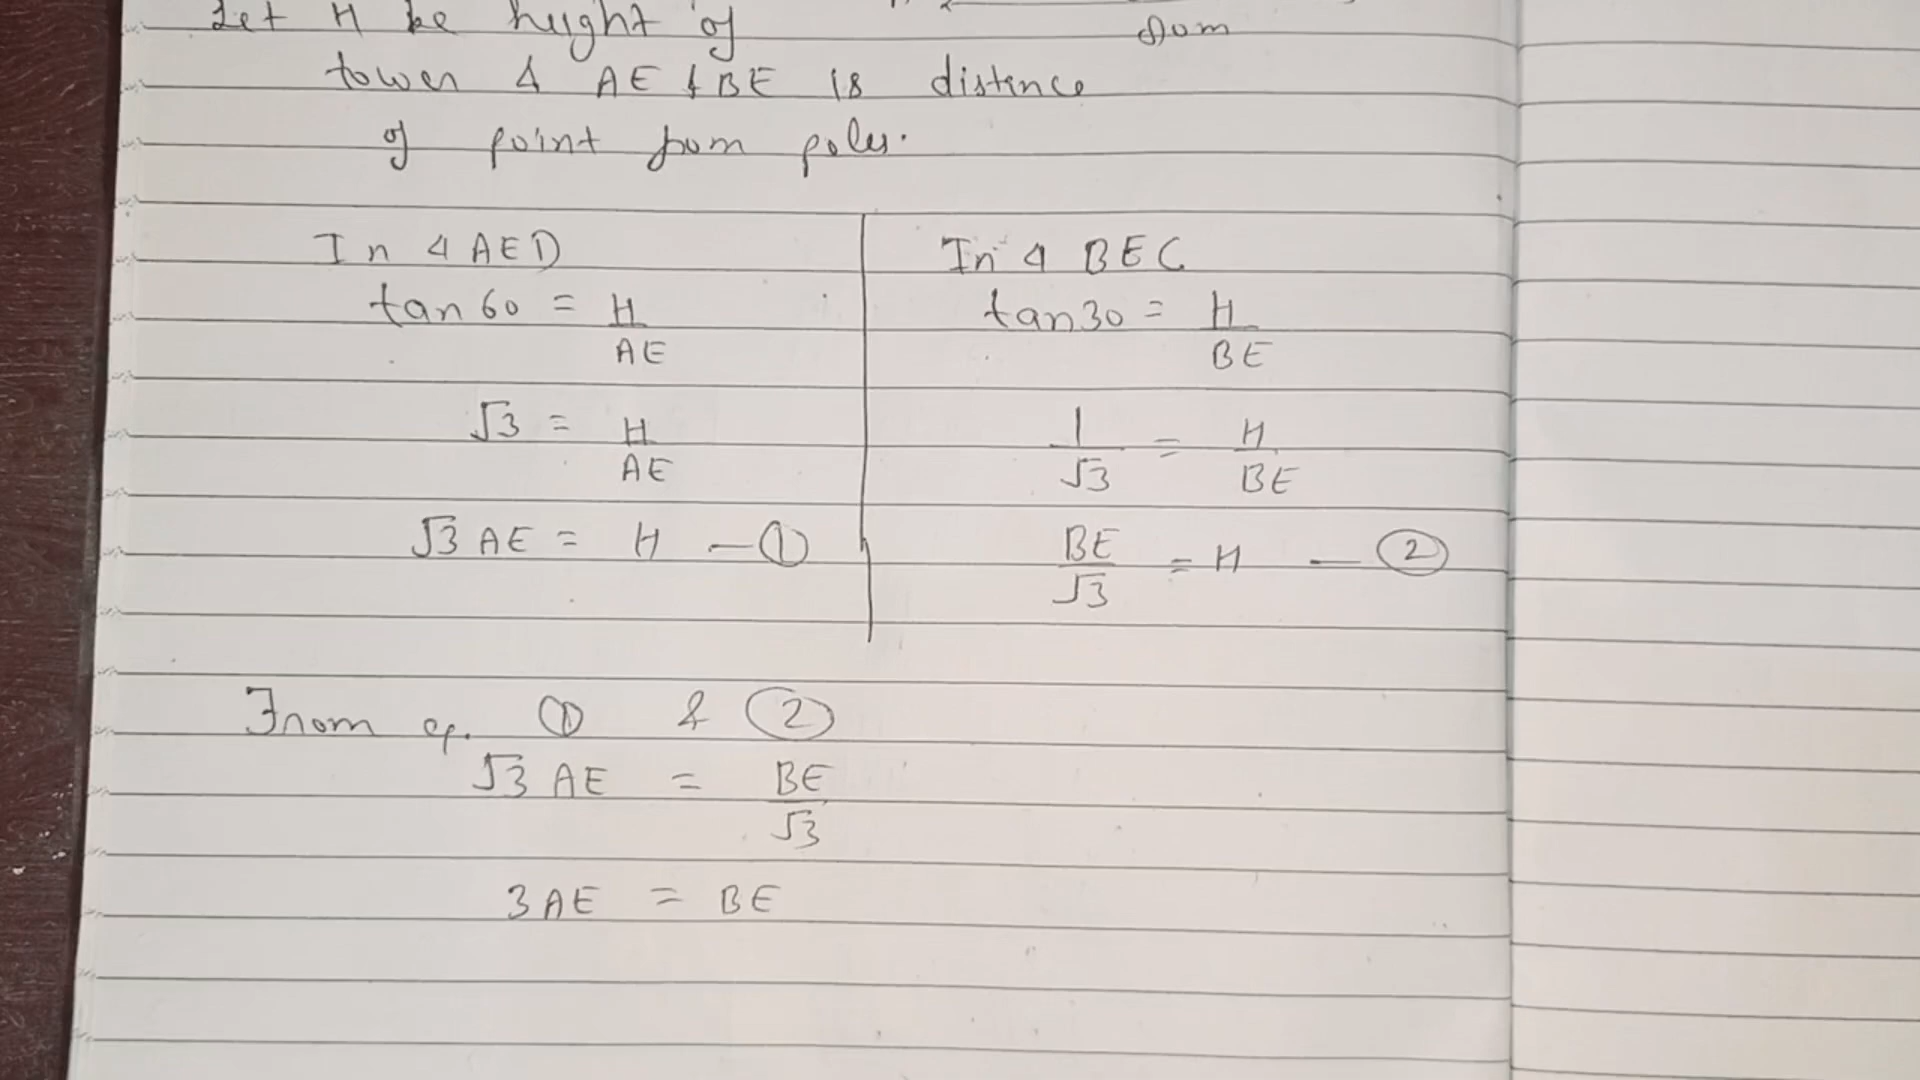 Let H be height of
80m
tower & AE & BE is distence
of point from poles.
In △ AED
tan 60 = H/AE
√3 = H/AE
√3 AE = H — ①
In △ BEC
tan 30 = H/BE
1/√3 = H/BE
BE/√3 = H — ②
From eq. ① & ②
√3 AE = BE/√3
3 AE = BE